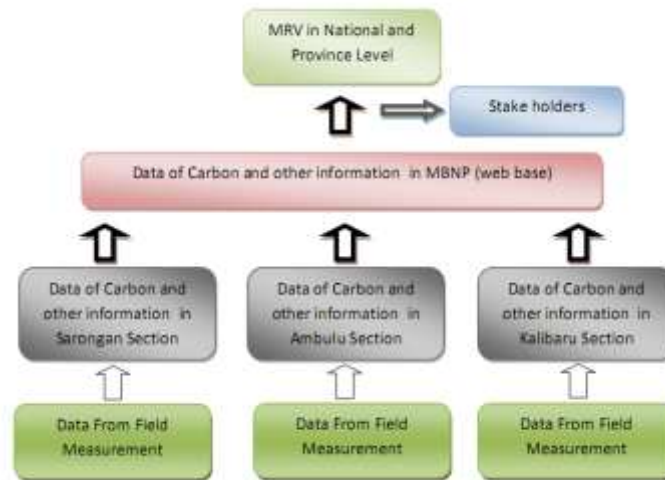 MRV in National and
Province Level
Stake holders
Data of Carbon and other information in MBNP (web base)
Data of Carbon and
other information in
Sarongan Section
Data of Carbon and
other information in
Ambulu Section
Data of Carbon and
other information in
Kalibaru Section
Data From Field
Measurement
Data From Field
Measurement
Data From Field
Measurement